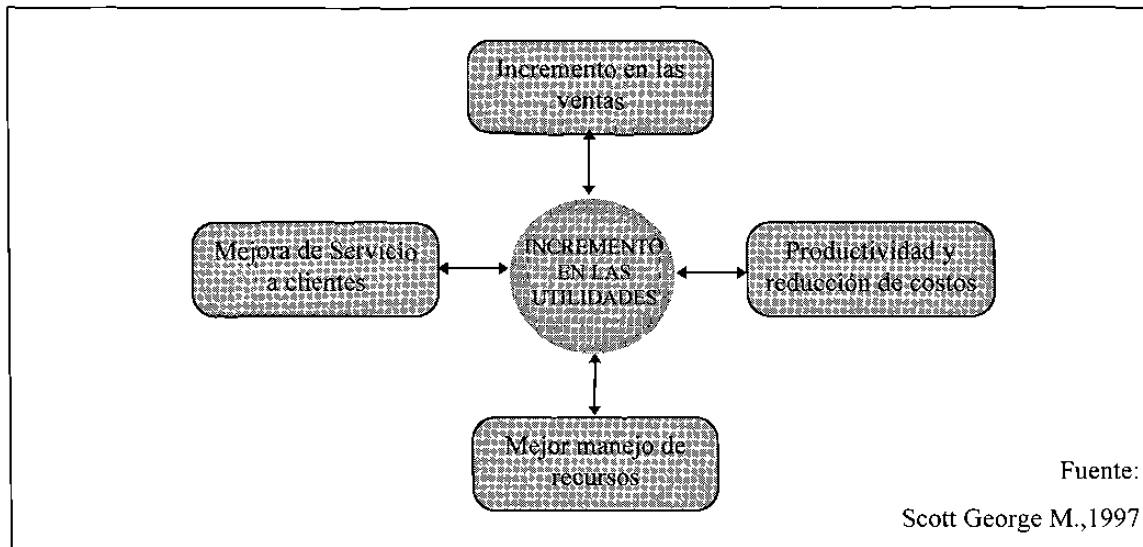 Incremento en las
ventas
Mejora de Servicio
a clientes
INCREMENTO
EN LAS
UTILIDADES
Productividad y
reducción de costos
Mejor manejo de
recursos
Fuente:
Scott George M.,1997